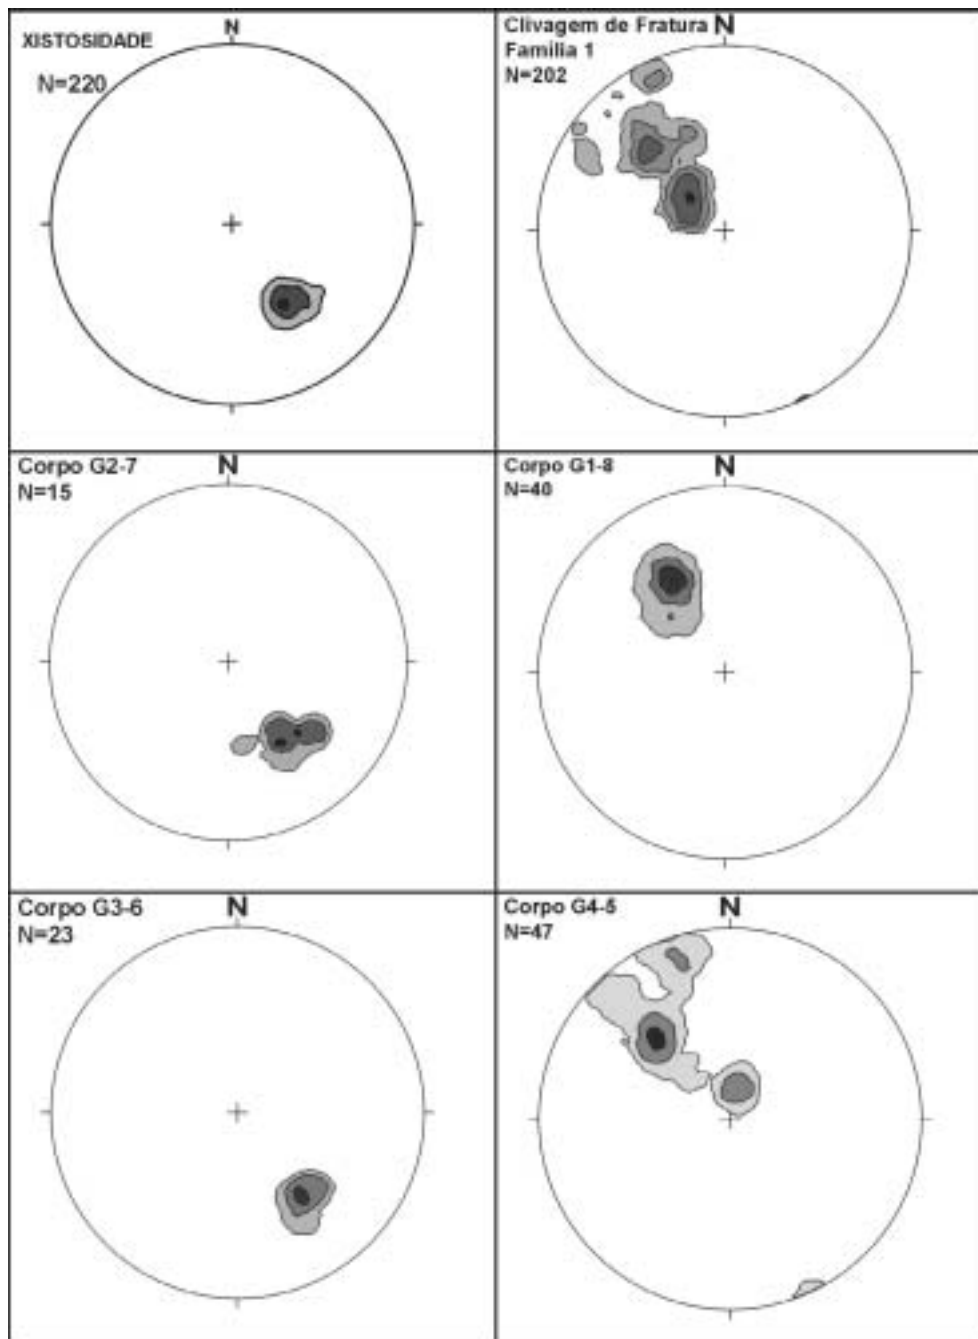 XISTOSIDADE
N
N=220
Clivagem de Fratura N
Família 1
N=202
Corpo G2-7
N
N=15
Corpo G1-8
N
N=40
Corpo G3-6
N
N=23
Corpo G4-5
N
N=47